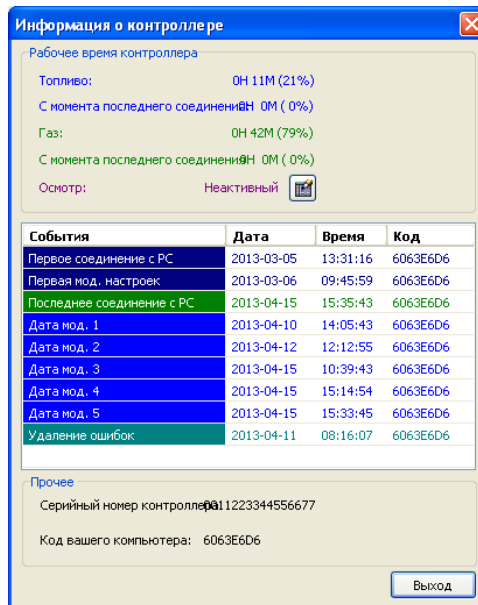 Информация о контроллере
Рабочее время контроллера
Топливо: 0H 11M (21%)
С момента последнего соединения: 0H 0M ( 0%)
Газ: 0H 42M (79%)
С момента последнего соединения: 0H 0M ( 0%)
Осмотр: Неактивный
События Дата Время Код
Первое соединение с PC 2013-03-05 13:31:16 6063E6D6
Первая мод. настроек 2013-03-06 09:45:59 6063E6D6
Последнее соединение с PC 2013-04-15 15:35:43 6063E6D6
Дата мод. 1 2013-04-10 14:05:43 6063E6D6
Дата мод. 2 2013-04-12 12:12:55 6063E6D6
Дата мод. 3 2013-04-15 10:39:43 6063E6D6
Дата мод. 4 2013-04-15 15:14:54 6063E6D6
Дата мод. 5 2013-04-15 15:33:45 6063E6D6
Удаление ошибок 2013-04-11 08:16:07 6063E6D6
Прочее
Серийный номер контроллера: 0011223344556677
Код вашего компьютера: 6063E6D6
Выход